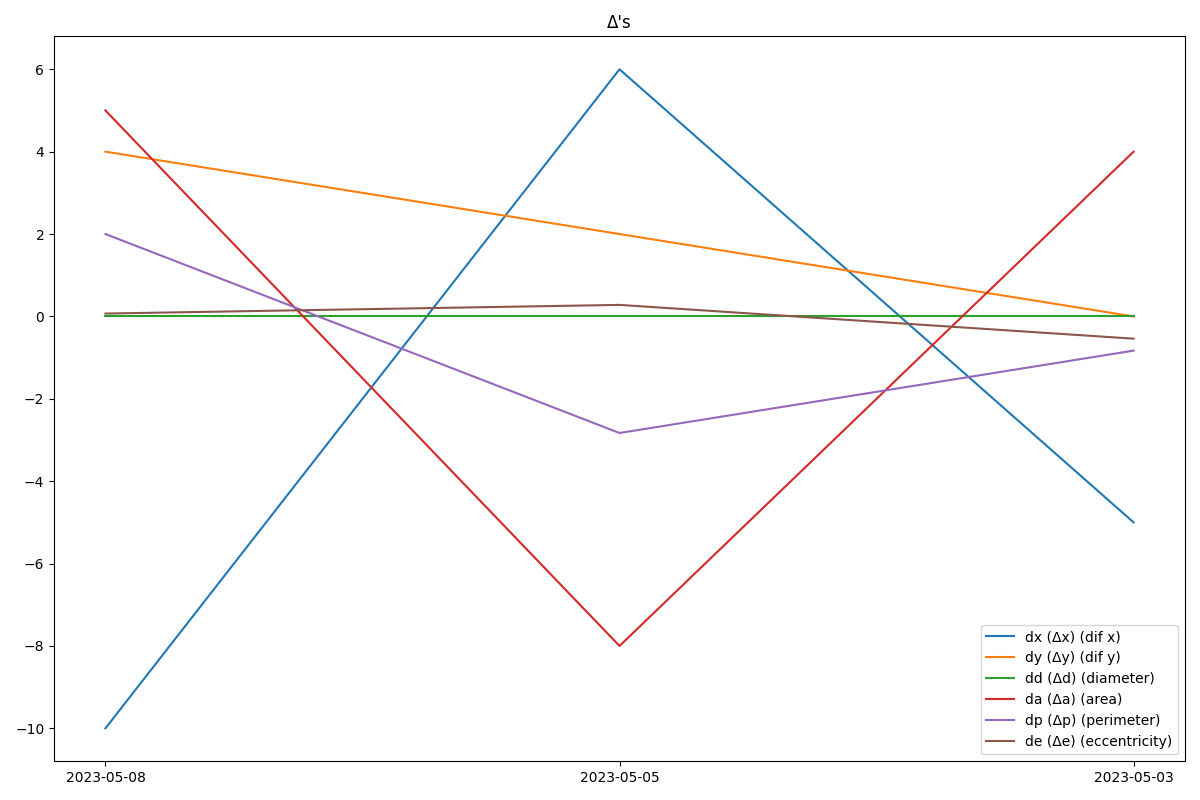 Δ's
6
4
2
0
−2
−4
−6
−8
−10
2023-05-08 2023-05-05 2023-05-03
dx (Δx) (dif x)
dy (Δy) (dif y)
dd (Δd) (diameter)
da (Δa) (area)
dp (Δp) (perimeter)
de (Δe) (eccentricity)